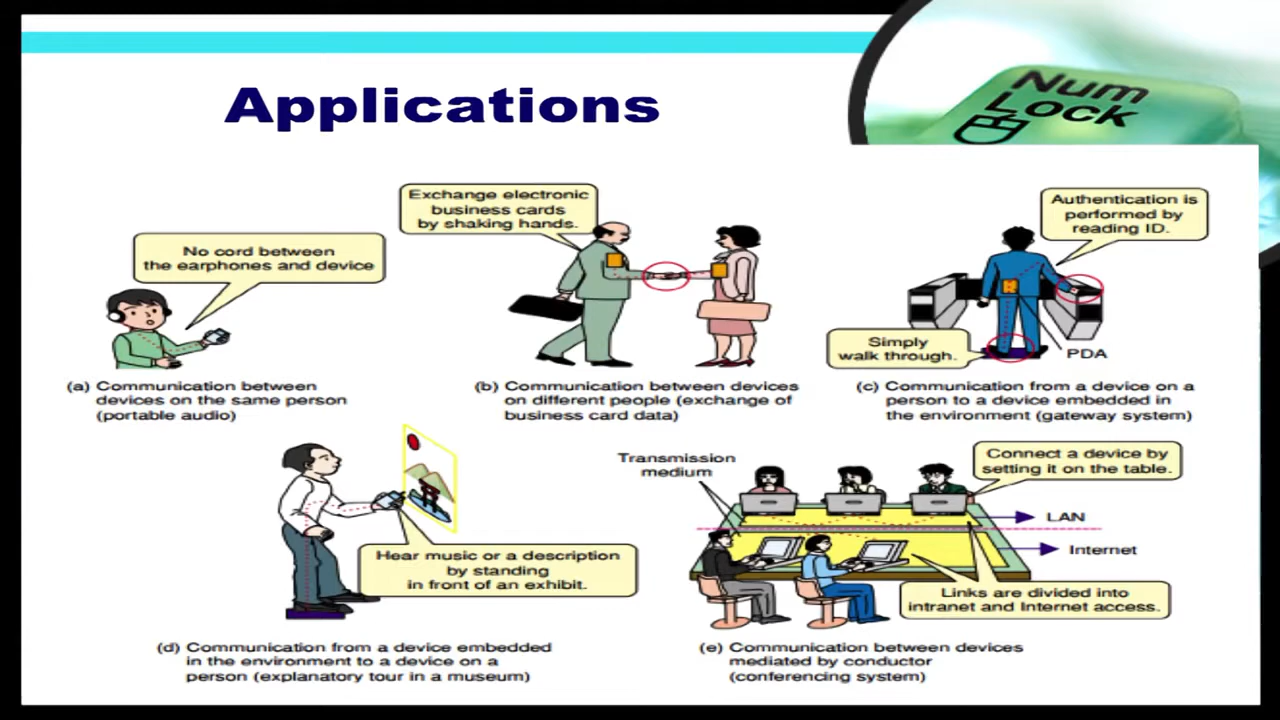 Num
Lock
Applications
No cord between
the earphones and device
Exchange electronic
business cards
by shaking hands.
Authentication is
performed by
reading ID.
Simply
walk through.
PDA
(a) Communication between
devices on the same person
(portable audio)
(b) Communication between devices
on different people (exchange of
business card data)
(c) Communication from a device on a
person to a device embedded in
the environment (gateway system)
Hear music or a description
by standing
in front of an exhibit.
(d) Communication from a device embedded
in the environment to a device on a
person (explanatory tour in a museum)
Transmission
medium
Connect a device by
setting it on the table.
LAN
Internet
Links are divided into
intranet and Internet access.
(e) Communication between devices
mediated by conductor
(conferencing system)